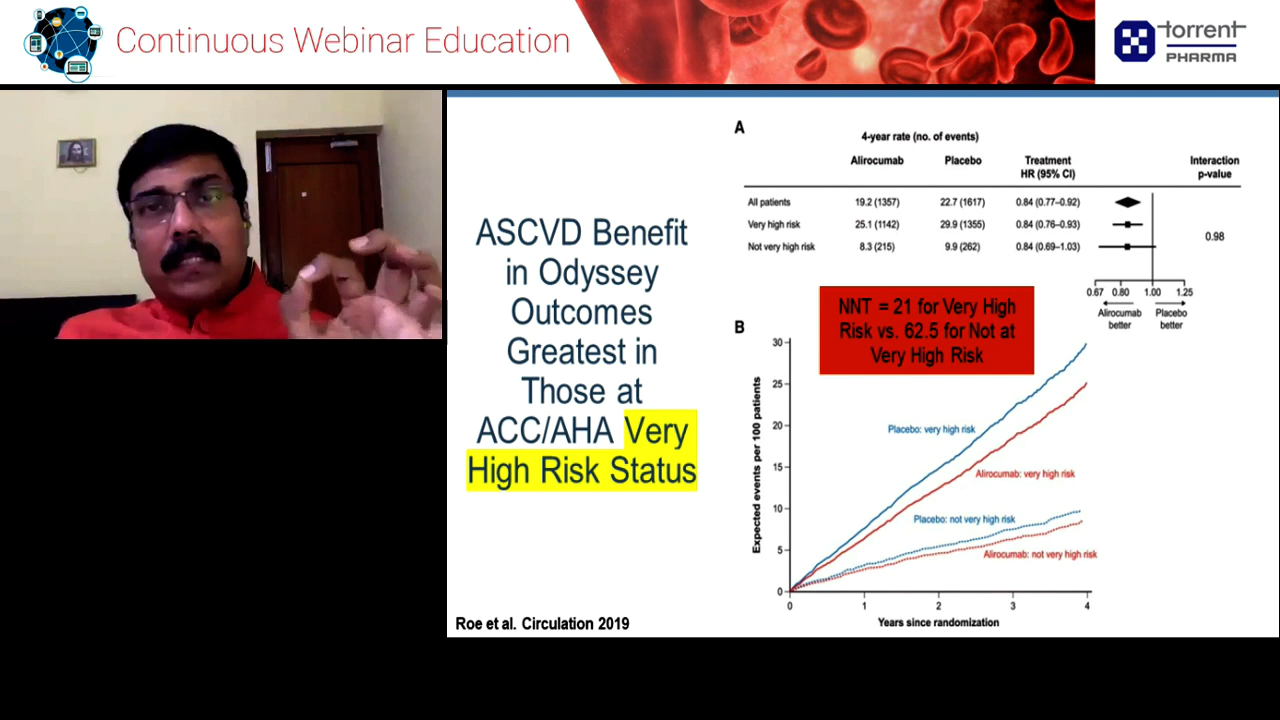 Continuous Webinar Education
torrent
PHARMA
ASCVD Benefit
in Odyssey
Outcomes
Greatest in
Those at
ACC/AHA Very
High Risk Status
Roe et al. Circulation 2019
A
4-year rate (no. of events)
Alirocumab Placebo Treatment HR (95% CI) Interaction p-value
All patients 19.2 (1357) 22.7 (1617) 0.84 (0.77–0.92)
Very high risk 25.1 (1142) 29.9 (1355) 0.84 (0.76–0.93)
Not very high risk 8.3 (215) 9.9 (262) 0.84 (0.69–1.03)
0.98
0.67 0.80 1.00 1.25
Alirocumab better
Placebo better
NNT = 21 for Very High
Risk vs. 62.5 for Not at
Very High Risk
B
Expected events per 100 patients
30
25
20
15
10
5
0
Placebo: very high risk
Alirocumab: very high risk
Placebo: not very high risk
Alirocumab: not very high risk
0 1 2 3 4
Years since randomization